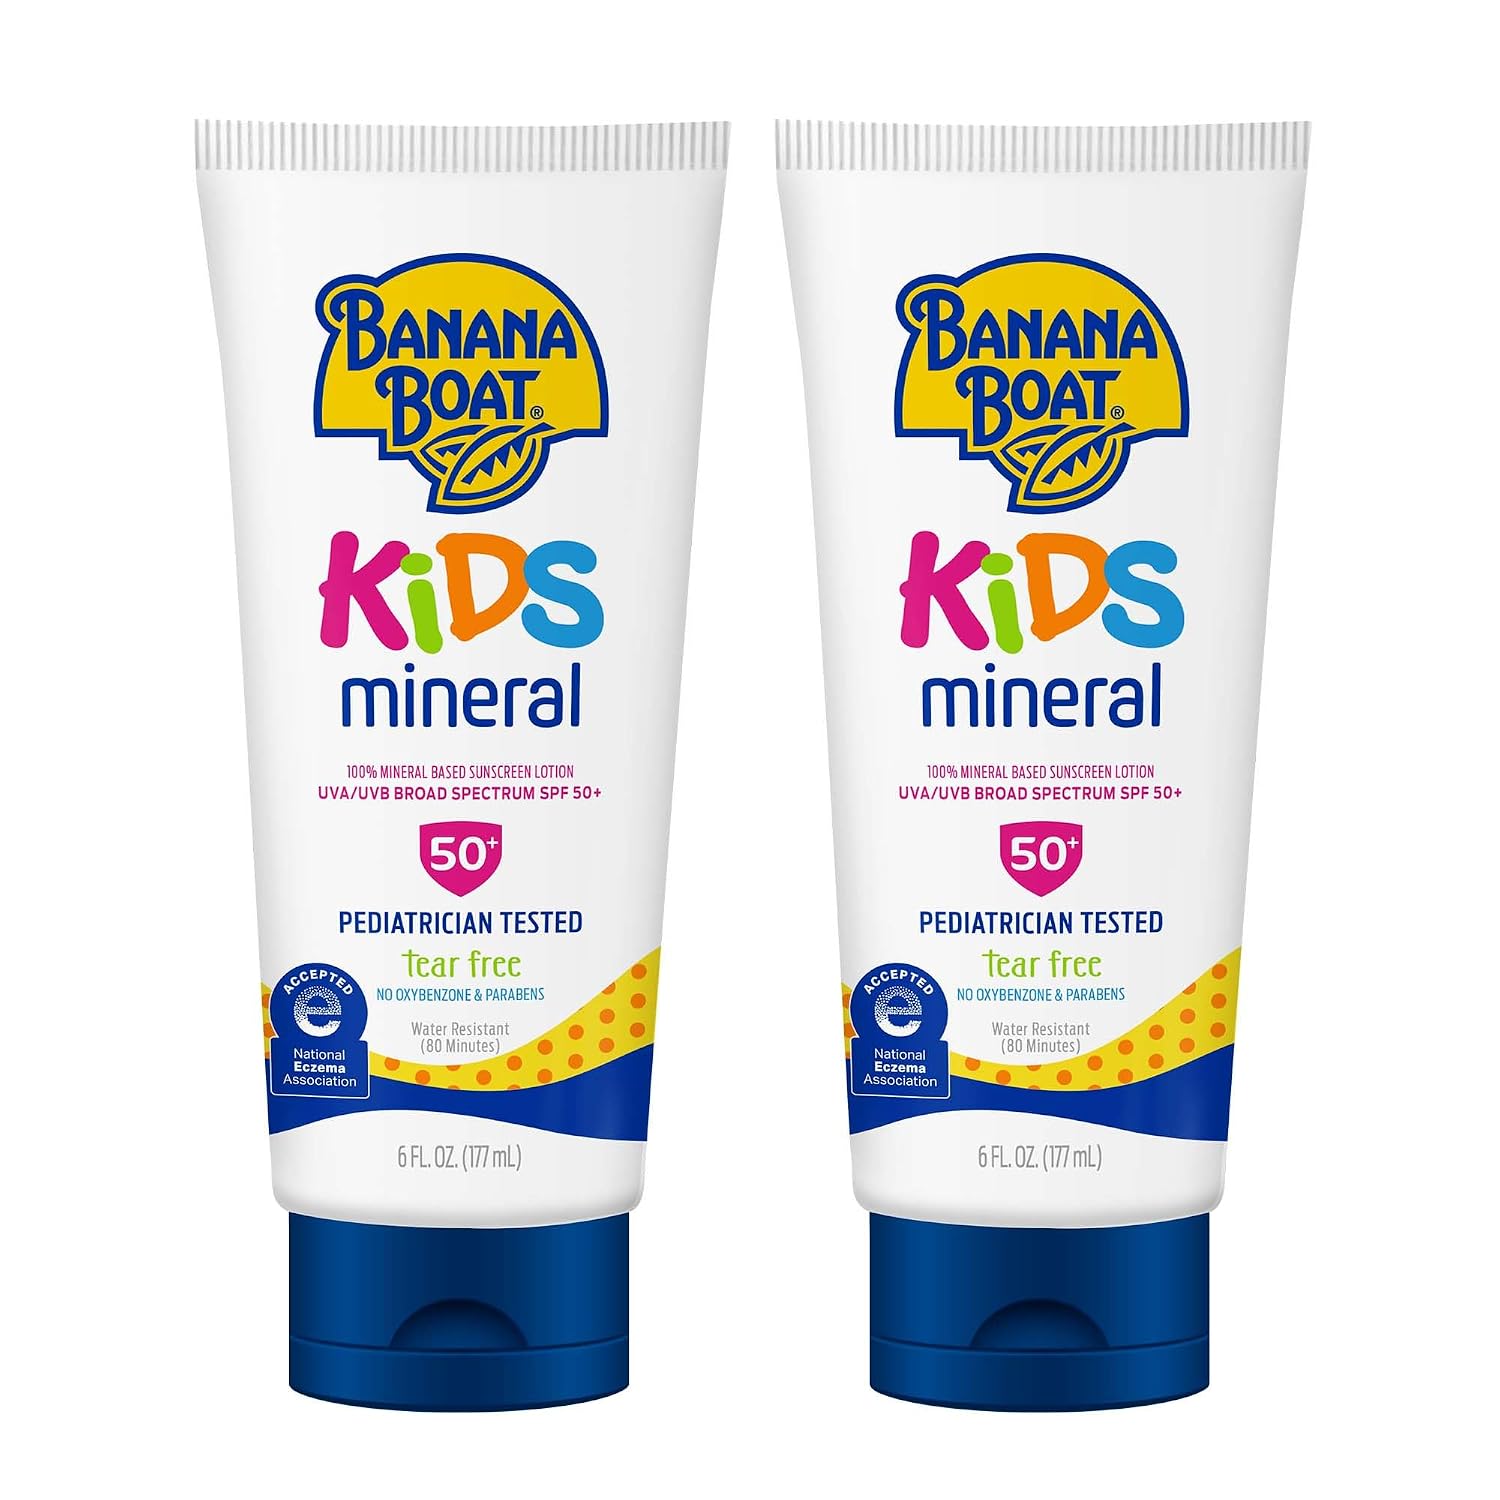 BANANA
BOAT®
KiDS
mineral
100% MINERAL BASED SUNSCREEN LOTION
UVA/UVB BROAD SPECTRUM SPF 50+
50+
PEDIATRICIAN TESTED
tear free
NO OXYBENZONE & PARABENS
Water Resistant
(80 Minutes)
ACCEPTED
e
National
Eczema
Association
6 FL. OZ. (177 mL)
BANANA
BOAT®
KiDS
mineral
100% MINERAL BASED SUNSCREEN LOTION
UVA/UVB BROAD SPECTRUM SPF 50+
50+
PEDIATRICIAN TESTED
tear free
NO OXYBENZONE & PARABENS
Water Resistant
(80 Minutes)
ACCEPTED
e
National
Eczema
Association
6 FL. OZ. (177 mL)